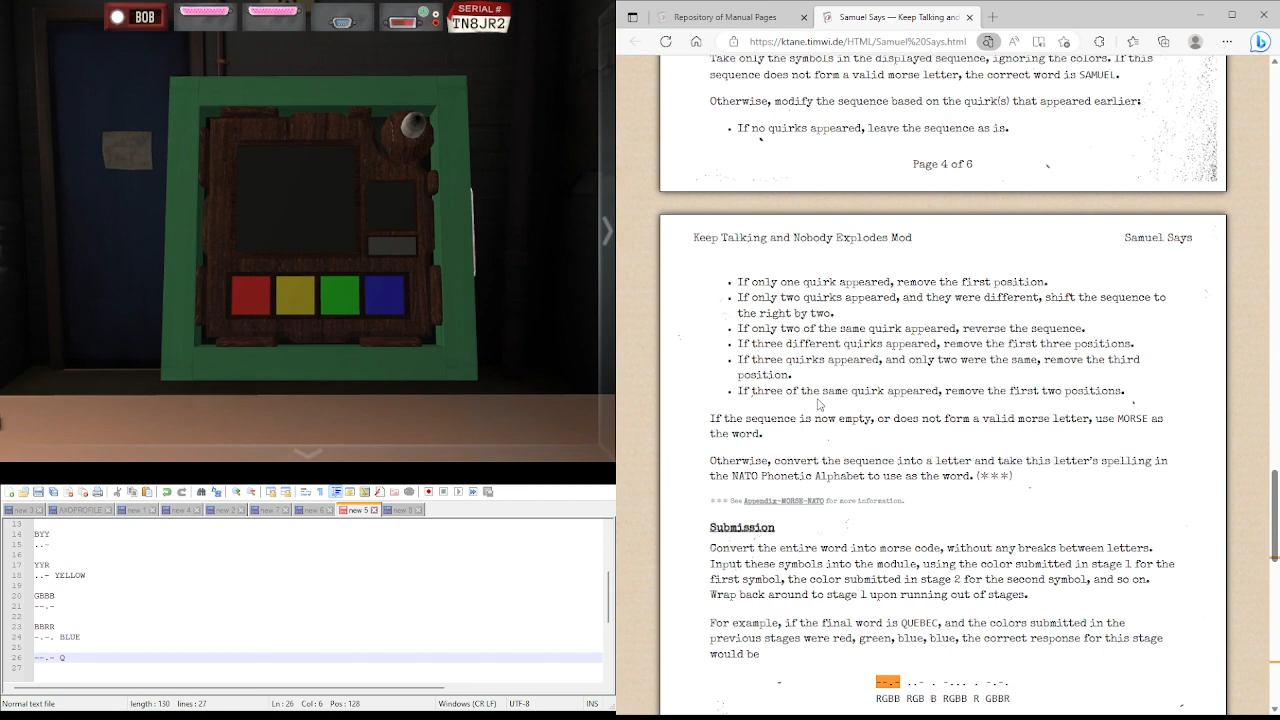 BOB
SERIAL #
TN8JR2
Repository of Manual Pages
Samuel Says — Keep Talking and
https://ktane.timwi.de/HTML/Samuel%20Says.html
Take only the symbols in the displayed sequence, ignoring the colors. If this
sequence does not form a valid morse letter, the correct word is SAMUEL.
Otherwise, modify the sequence based on the quirk(s) that appeared earlier:
• If no quirks appeared, leave the sequence as is.
Page 4 of 6
Keep Talking and Nobody Explodes Mod
Samuel Says
• If only one quirk appeared, remove the first position.
• If only two quirks appeared, and they were different, shift the sequence to
the right by two.
• If only two of the same quirk appeared, reverse the sequence.
• If three different quirks appeared, remove the first three positions.
• If three quirks appeared, and only two were the same, remove the third
position.
• If three of the same quirk appeared, remove the first two positions.
If the sequence is now empty, or does not form a valid morse letter, use MORSE as
the word.
Otherwise, convert the sequence into a letter and take this letter's spelling in
the NATO Phonetic Alphabet to use as the word.(***)
*** See Appendix-MORSE-NATO for more information.
Submission
Convert the entire word into morse code, without any breaks between letters.
Input these symbols into the module, using the color submitted in stage 1 for the
first symbol, the color submitted in stage 2 for the second symbol, and so on.
Wrap back around to stage 1 upon running out of stages.
For example, if the final word is QUEBEC, and the colors submitted in the
previous stages were red, green, blue, blue, the correct response for this stage
would be
--.- ..- . -... . -.-.
RGBB RGB B RGBB R GBBR
new 3
AXOPROFILE
new 1
new 4
new 2
new 7
new 6
new 5
new 8
13
14 BYY
15 ..-
16
17 YYR
18 ..- YELLOW
19
20 GBBB
21 --.-
22
23 BBRR
24 -.-. BLUE
25
26 --.- Q
27
Normal text file
length: 130 lines: 27
Ln: 26 Col: 6 Pos: 128
Windows (CR LF)
UTF-8
INS